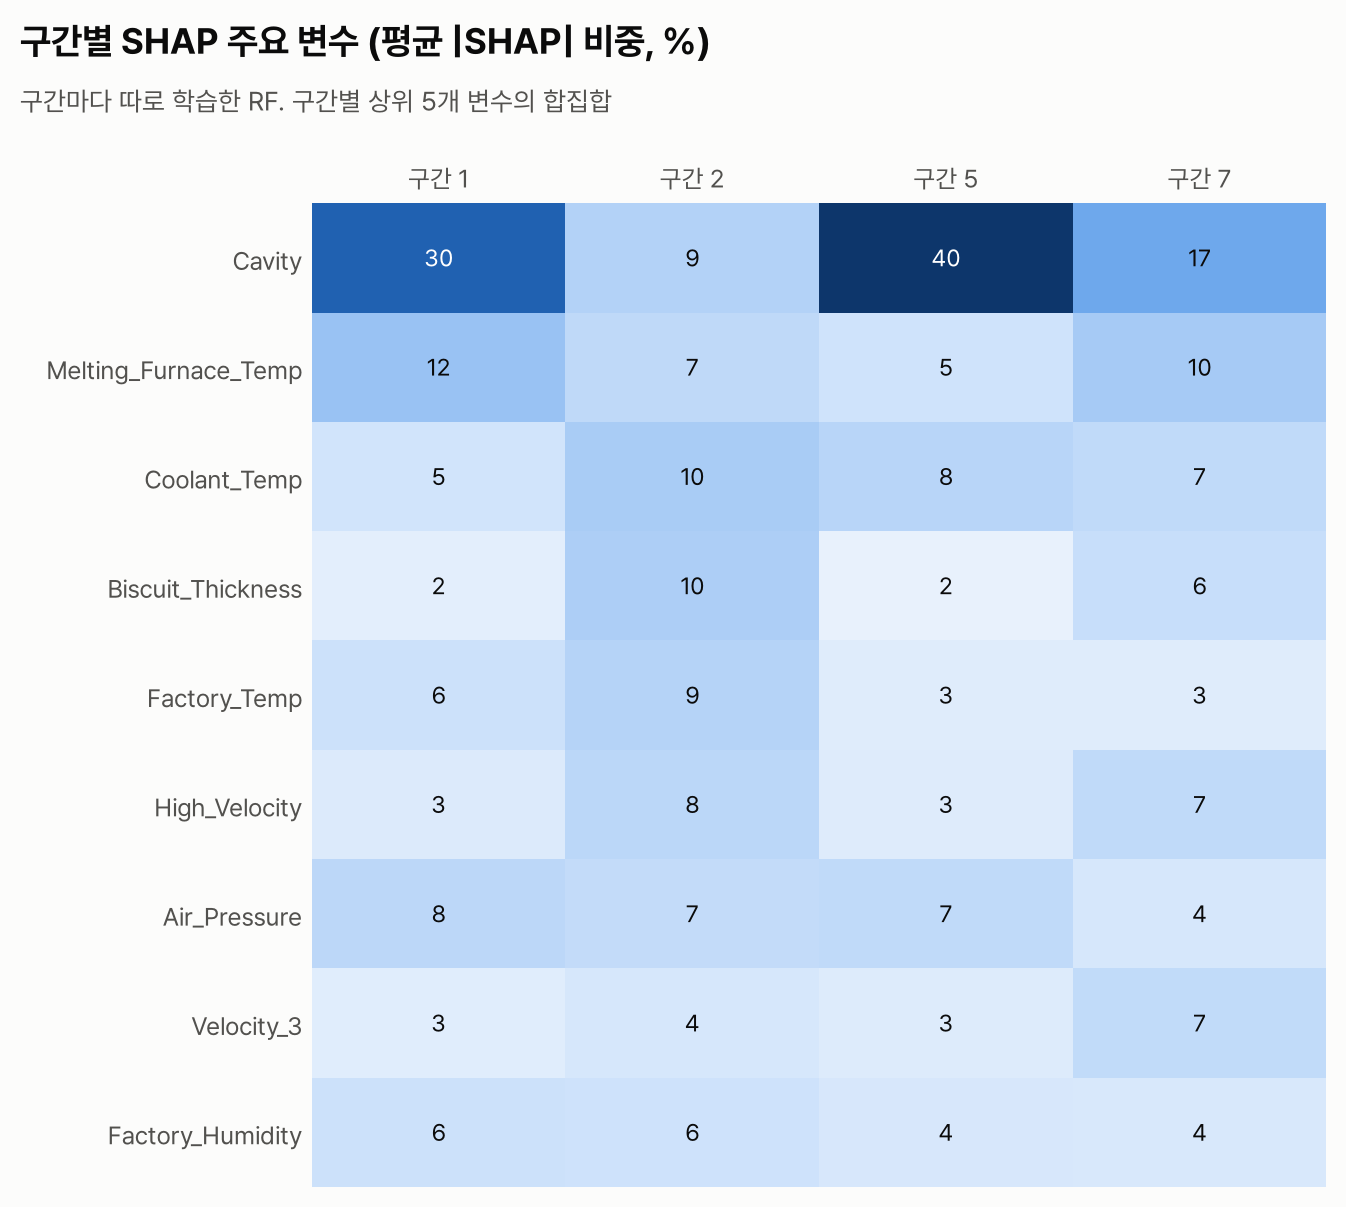 구간별 SHAP 주요 변수 (평균 |SHAP| 비중, %)
구간마다 따로 학습한 RF. 구간별 상위 5개 변수의 합집합
구간 1 구간 2 구간 5 구간 7
Cavity 30 9 40 17
Melting_Furnace_Temp 12 7 5 10
Coolant_Temp 5 10 8 7
Biscuit_Thickness 2 10 2 6
Factory_Temp 6 9 3 3
High_Velocity 3 8 3 7
Air_Pressure 8 7 7 4
Velocity_3 3 4 3 7
Factory_Humidity 6 6 4 4